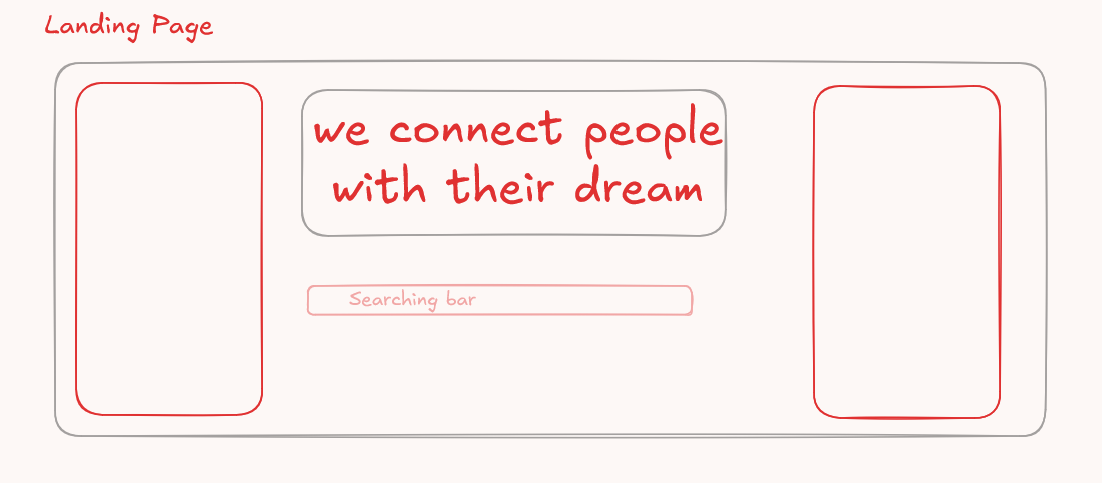 Landing Page
we connect people
with their dream
Searching bar